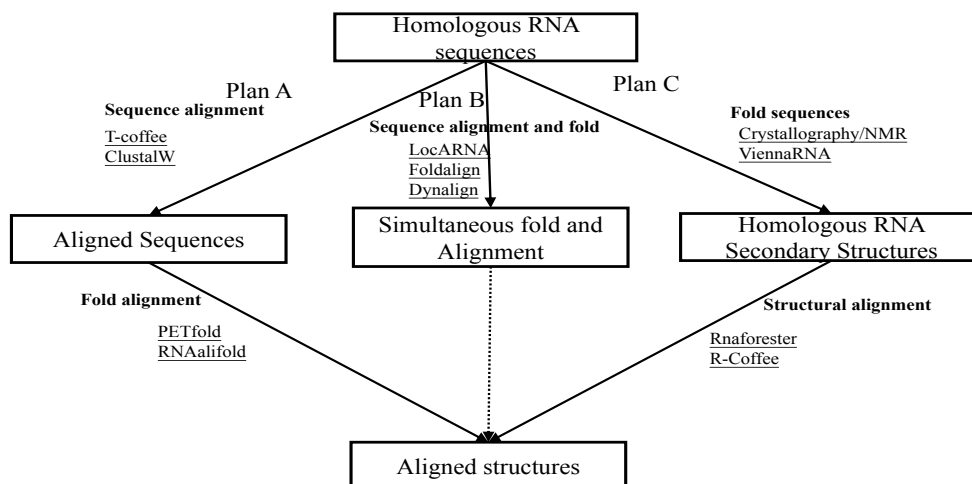 Homologous RNA
sequences
Plan A
Plan B
Plan C
Sequence alignment
T-coffee
ClustalW
Sequence alignment and fold
LocARNA
Foldalign
Dynalign
Fold sequences
Crystallography/NMR
ViennaRNA
Aligned Sequences
Simultaneous fold and
Alignment
Homologous RNA
Secondary Structures
Fold alignment
PETfold
RNAalifold
Structural alignment
Rnaforester
R-Coffee
Aligned structures